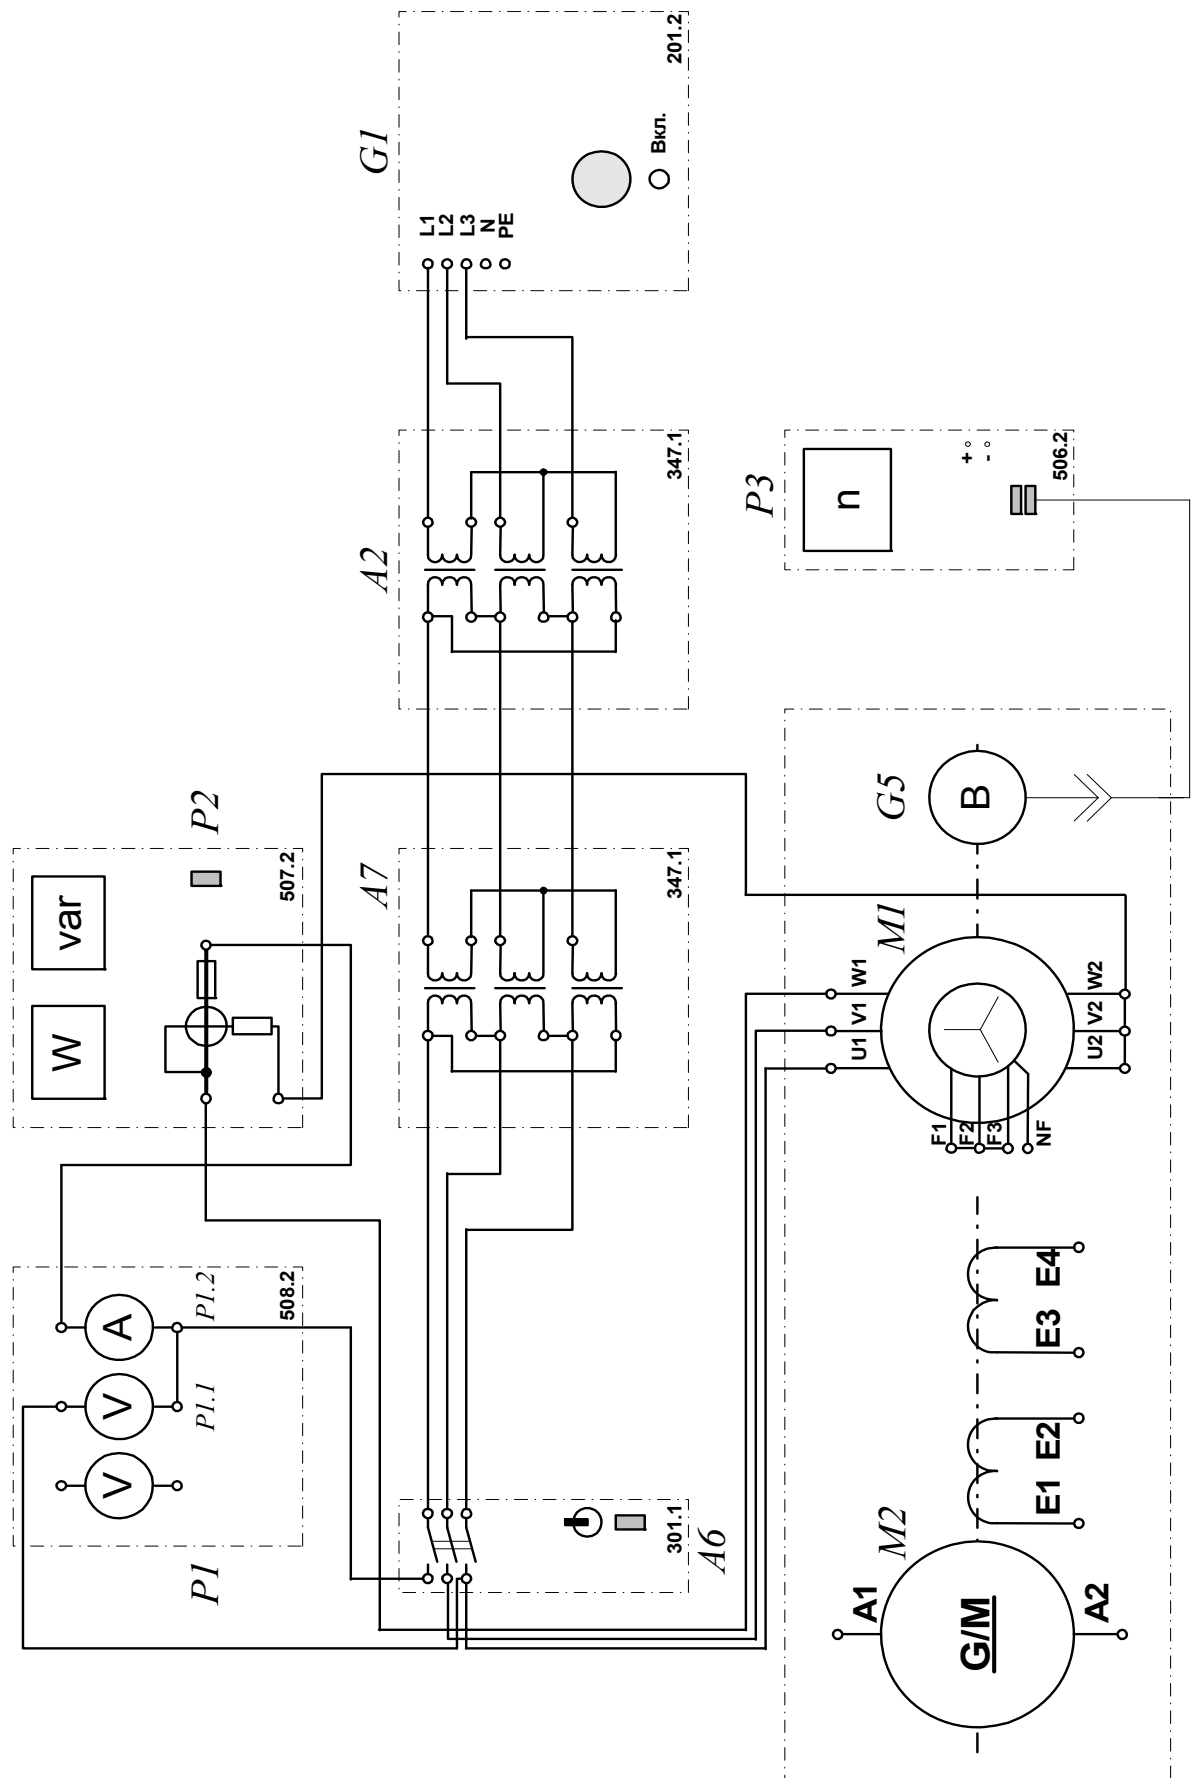 G1
201.2
L1
L2
L3
N
PE
Вкл.
A2
347.1
P3
n
+
-
506.2
P2
W
var
507.2
A7
347.1
G5
B
M1
U1
V1
W1
U2
V2
W2
F1
F2
F3
NF
P1
V
V
A
P1.1
P1.2
508.2
A6
301.1
M2
G/M
A1
A2
E1
E2
E3
E4